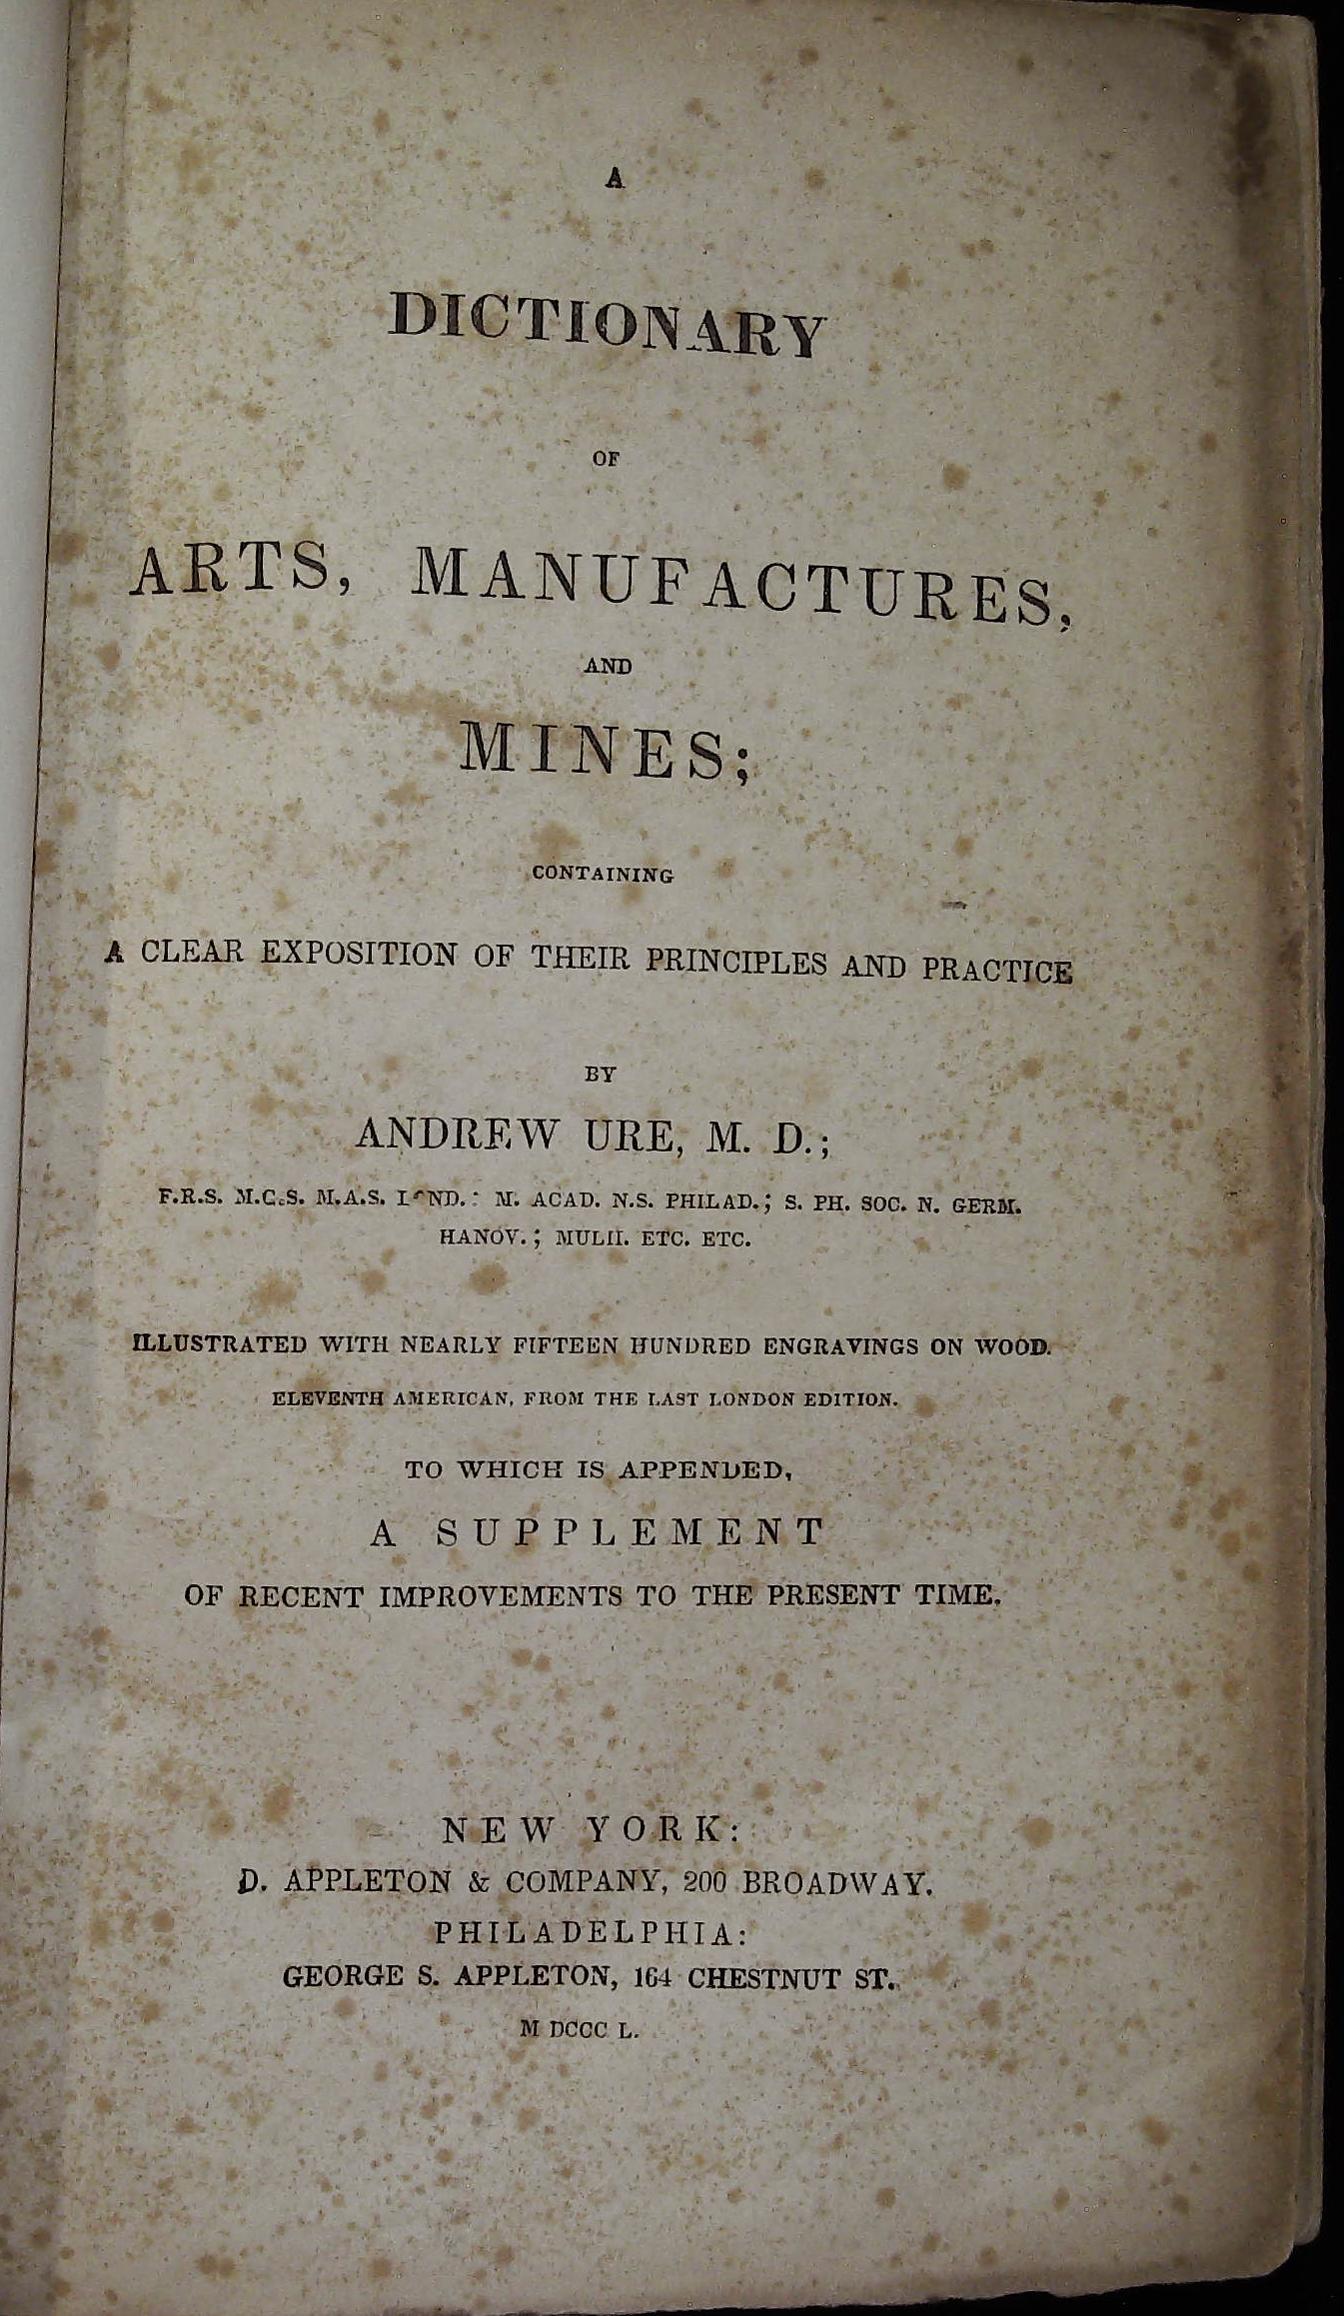 A
DICTIONARY
OF
ARTS, MANUFACTURES,
AND
MINES;
CONTAINING
A CLEAR EXPOSITION OF THEIR PRINCIPLES AND PRACTICE
BY
ANDREW URE, M. D.;
F.R.S. M.G.S. M.A.S. LOND.: M. ACAD. N.S. PHILAD.; S. PH. SOC. N. GERM.
HANOV.; MULII. ETC. ETC.
ILLUSTRATED WITH NEARLY FIFTEEN HUNDRED ENGRAVINGS ON WOOD.
ELEVENTH AMERICAN, FROM THE LAST LONDON EDITION.
TO WHICH IS APPENDED,
A SUPPLEMENT
OF RECENT IMPROVEMENTS TO THE PRESENT TIME.
NEW YORK:
D. APPLETON & COMPANY, 200 BROADWAY.
PHILADELPHIA:
GEORGE S. APPLETON, 164 CHESTNUT ST.
M DCCC L.